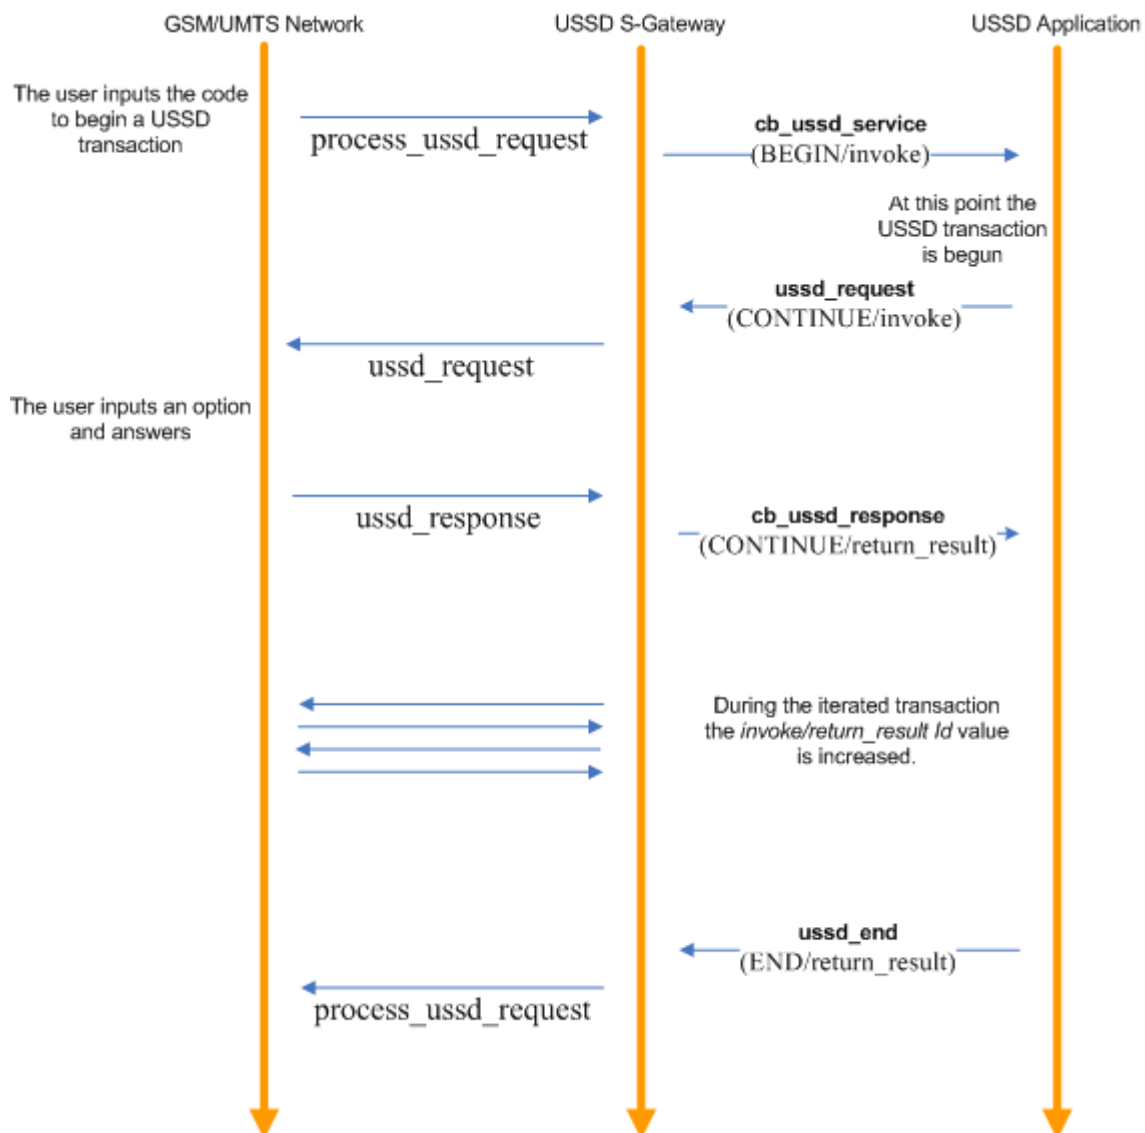 GSM/UMTS Network
USSD S-Gateway
USSD Application
The user inputs the code
to begin a USSD
transaction
process_ussd_request
cb_ussd_service
(BEGIN/invoke)
At this point the
USSD transaction
is begun
ussd_request
(CONTINUE/invoke)
ussd_request
The user inputs an option
and answers
ussd_response
cb_ussd_response
(CONTINUE/return_result)
During the iterated transaction
the invoke/return_result Id value
is increased.
ussd_end
(END/return_result)
process_ussd_request